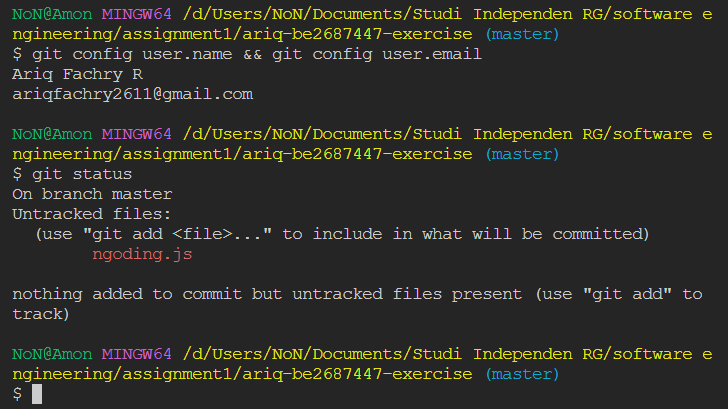 NoN@Amon MINGW64 /d/Users/NoN/Documents/Studi Independen RG/software e
ngineering/assignment1/ariq-be2687447-exercise (master)
$ git config user.name && git config user.email
Ariq Fachry R
ariqfachry2611@gmail.com
NoN@Amon MINGW64 /d/Users/NoN/Documents/Studi Independen RG/software e
ngineering/assignment1/ariq-be2687447-exercise (master)
$ git status
On branch master
Untracked files:
(use "git add <file>..." to include in what will be committed)
ngoding.js
nothing added to commit but untracked files present (use "git add" to
track)
NoN@Amon MINGW64 /d/Users/NoN/Documents/Studi Independen RG/software e
ngineering/assignment1/ariq-be2687447-exercise (master)
$